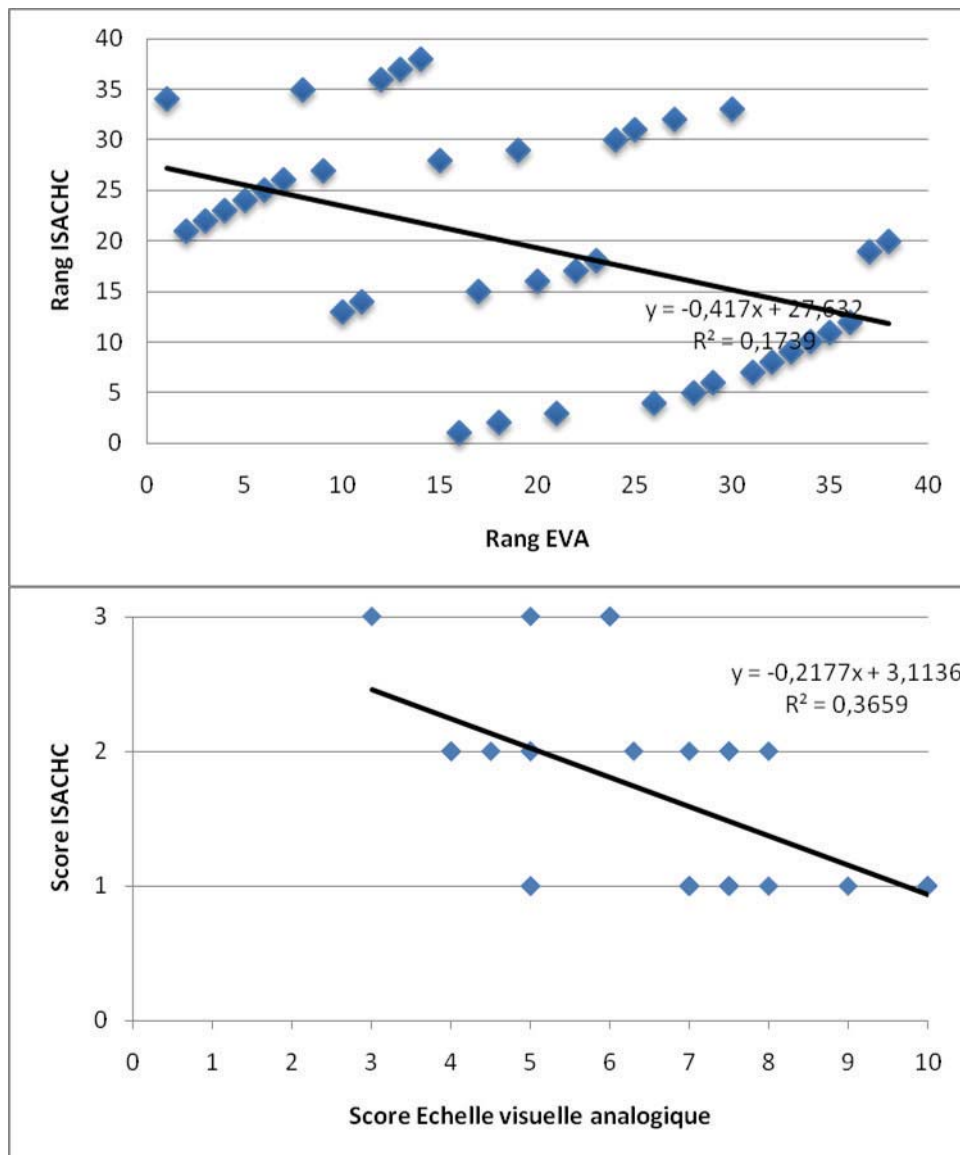 40
35
30
25
20
15
10
5
0
Rang ISACHC
y = -0,417x + 27,632
R² = 0,1739
0 5 10 15 20 25 30 35 40
Rang EVA
3
2
1
0
Score ISACHC
y = -0,2177x + 3,1136
R² = 0,3659
0 1 2 3 4 5 6 7 8 9 10
Score Echelle visuelle analogique